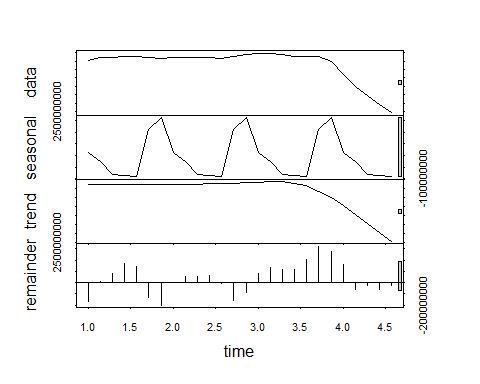 data
2500000000
seasonal
-100000000
trend
2500000000
remainder
-200000000
1.0 1.5 2.0 2.5 3.0 3.5 4.0 4.5
time